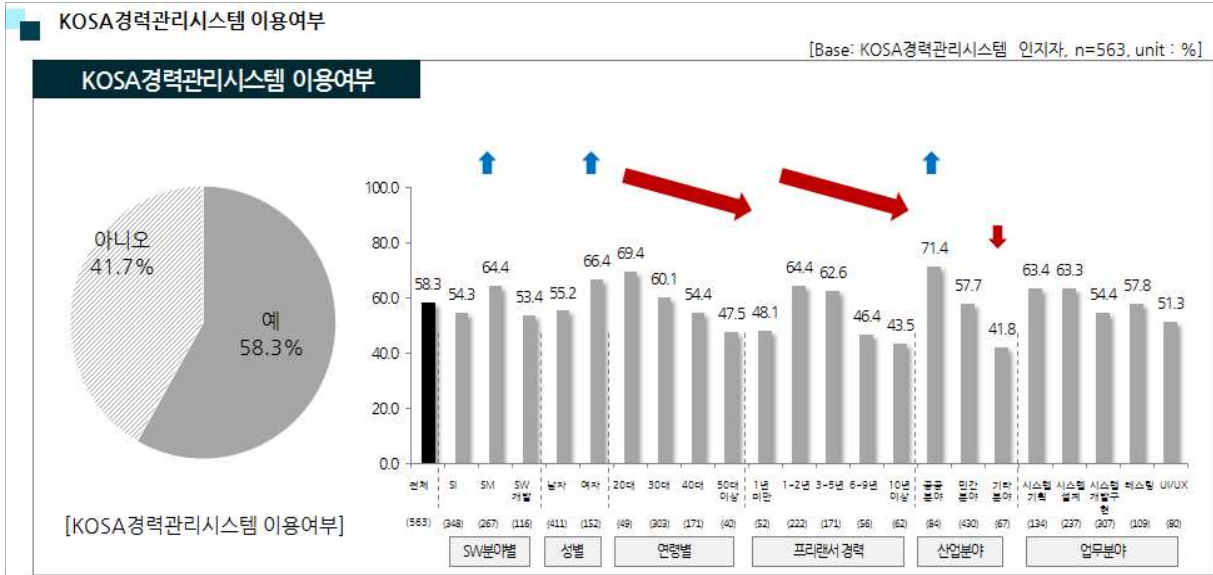 KOSA경력관리시스템 이용여부
[Base: KOSA경력관리시스템 인지자, n=563, unit : %]
KOSA경력관리시스템 이용여부
아니오
41.7%
예
58.3%
[KOSA경력관리시스템 이용여부]
100.0
80.0
60.0
40.0
20.0
0.0
58.3 54.3 64.4 53.4 55.2 66.4 69.4 60.1 54.4 47.5 48.1 64.4 62.6 46.4 43.5 71.4 57.7 41.8 63.4 63.3 54.4 57.8 51.3
전체 SI SM SW 개발 남자 여자 20대 30대 40대 50대 이상 1년 미만 1~2년 3~5년 6~9년 10년 이상 공공 분야 민간 분야 기타 분야 시스템 기획 시스템 설계 시스템 개발구현 테스팅 UI/UX
(563) (348) (267) (116) (411) (152) (49) (303) (171) (40) (52) (222) (171) (56) (62) (84) (430) (67) (134) (237) (307) (109) (80)
SW분야별 성별 연령별 프리랜서 경력 산업분야 업무분야